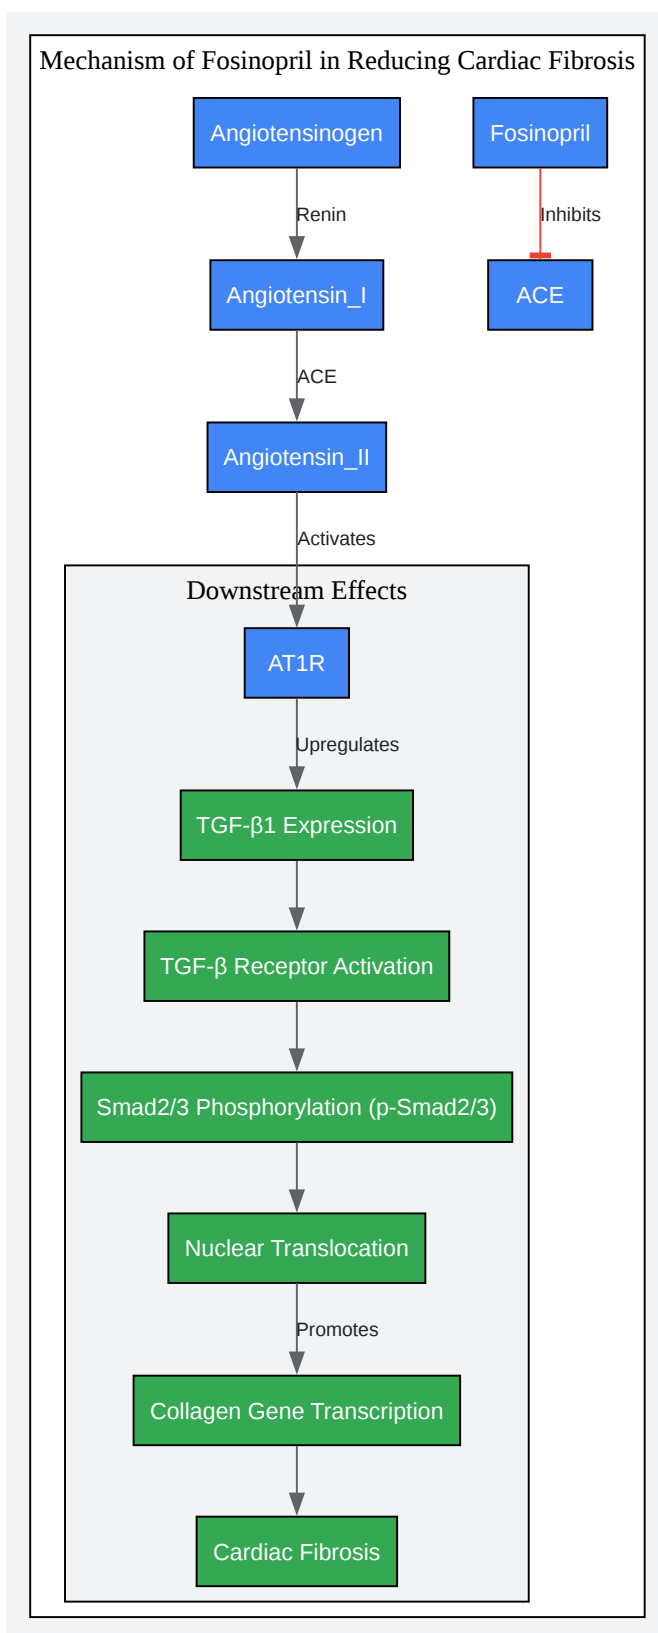 Mechanism of Fosinopril in Reducing Cardiac Fibrosis
Angiotensinogen
Fosinopril
Renin
Inhibits
Angiotensin_I
ACE
ACE
Angiotensin_II
Activates
Downstream Effects
AT1R
Upregulates
TGF-β1 Expression
TGF-β Receptor Activation
Smad2/3 Phosphorylation (p-Smad2/3)
Nuclear Translocation
Promotes
Collagen Gene Transcription
Cardiac Fibrosis